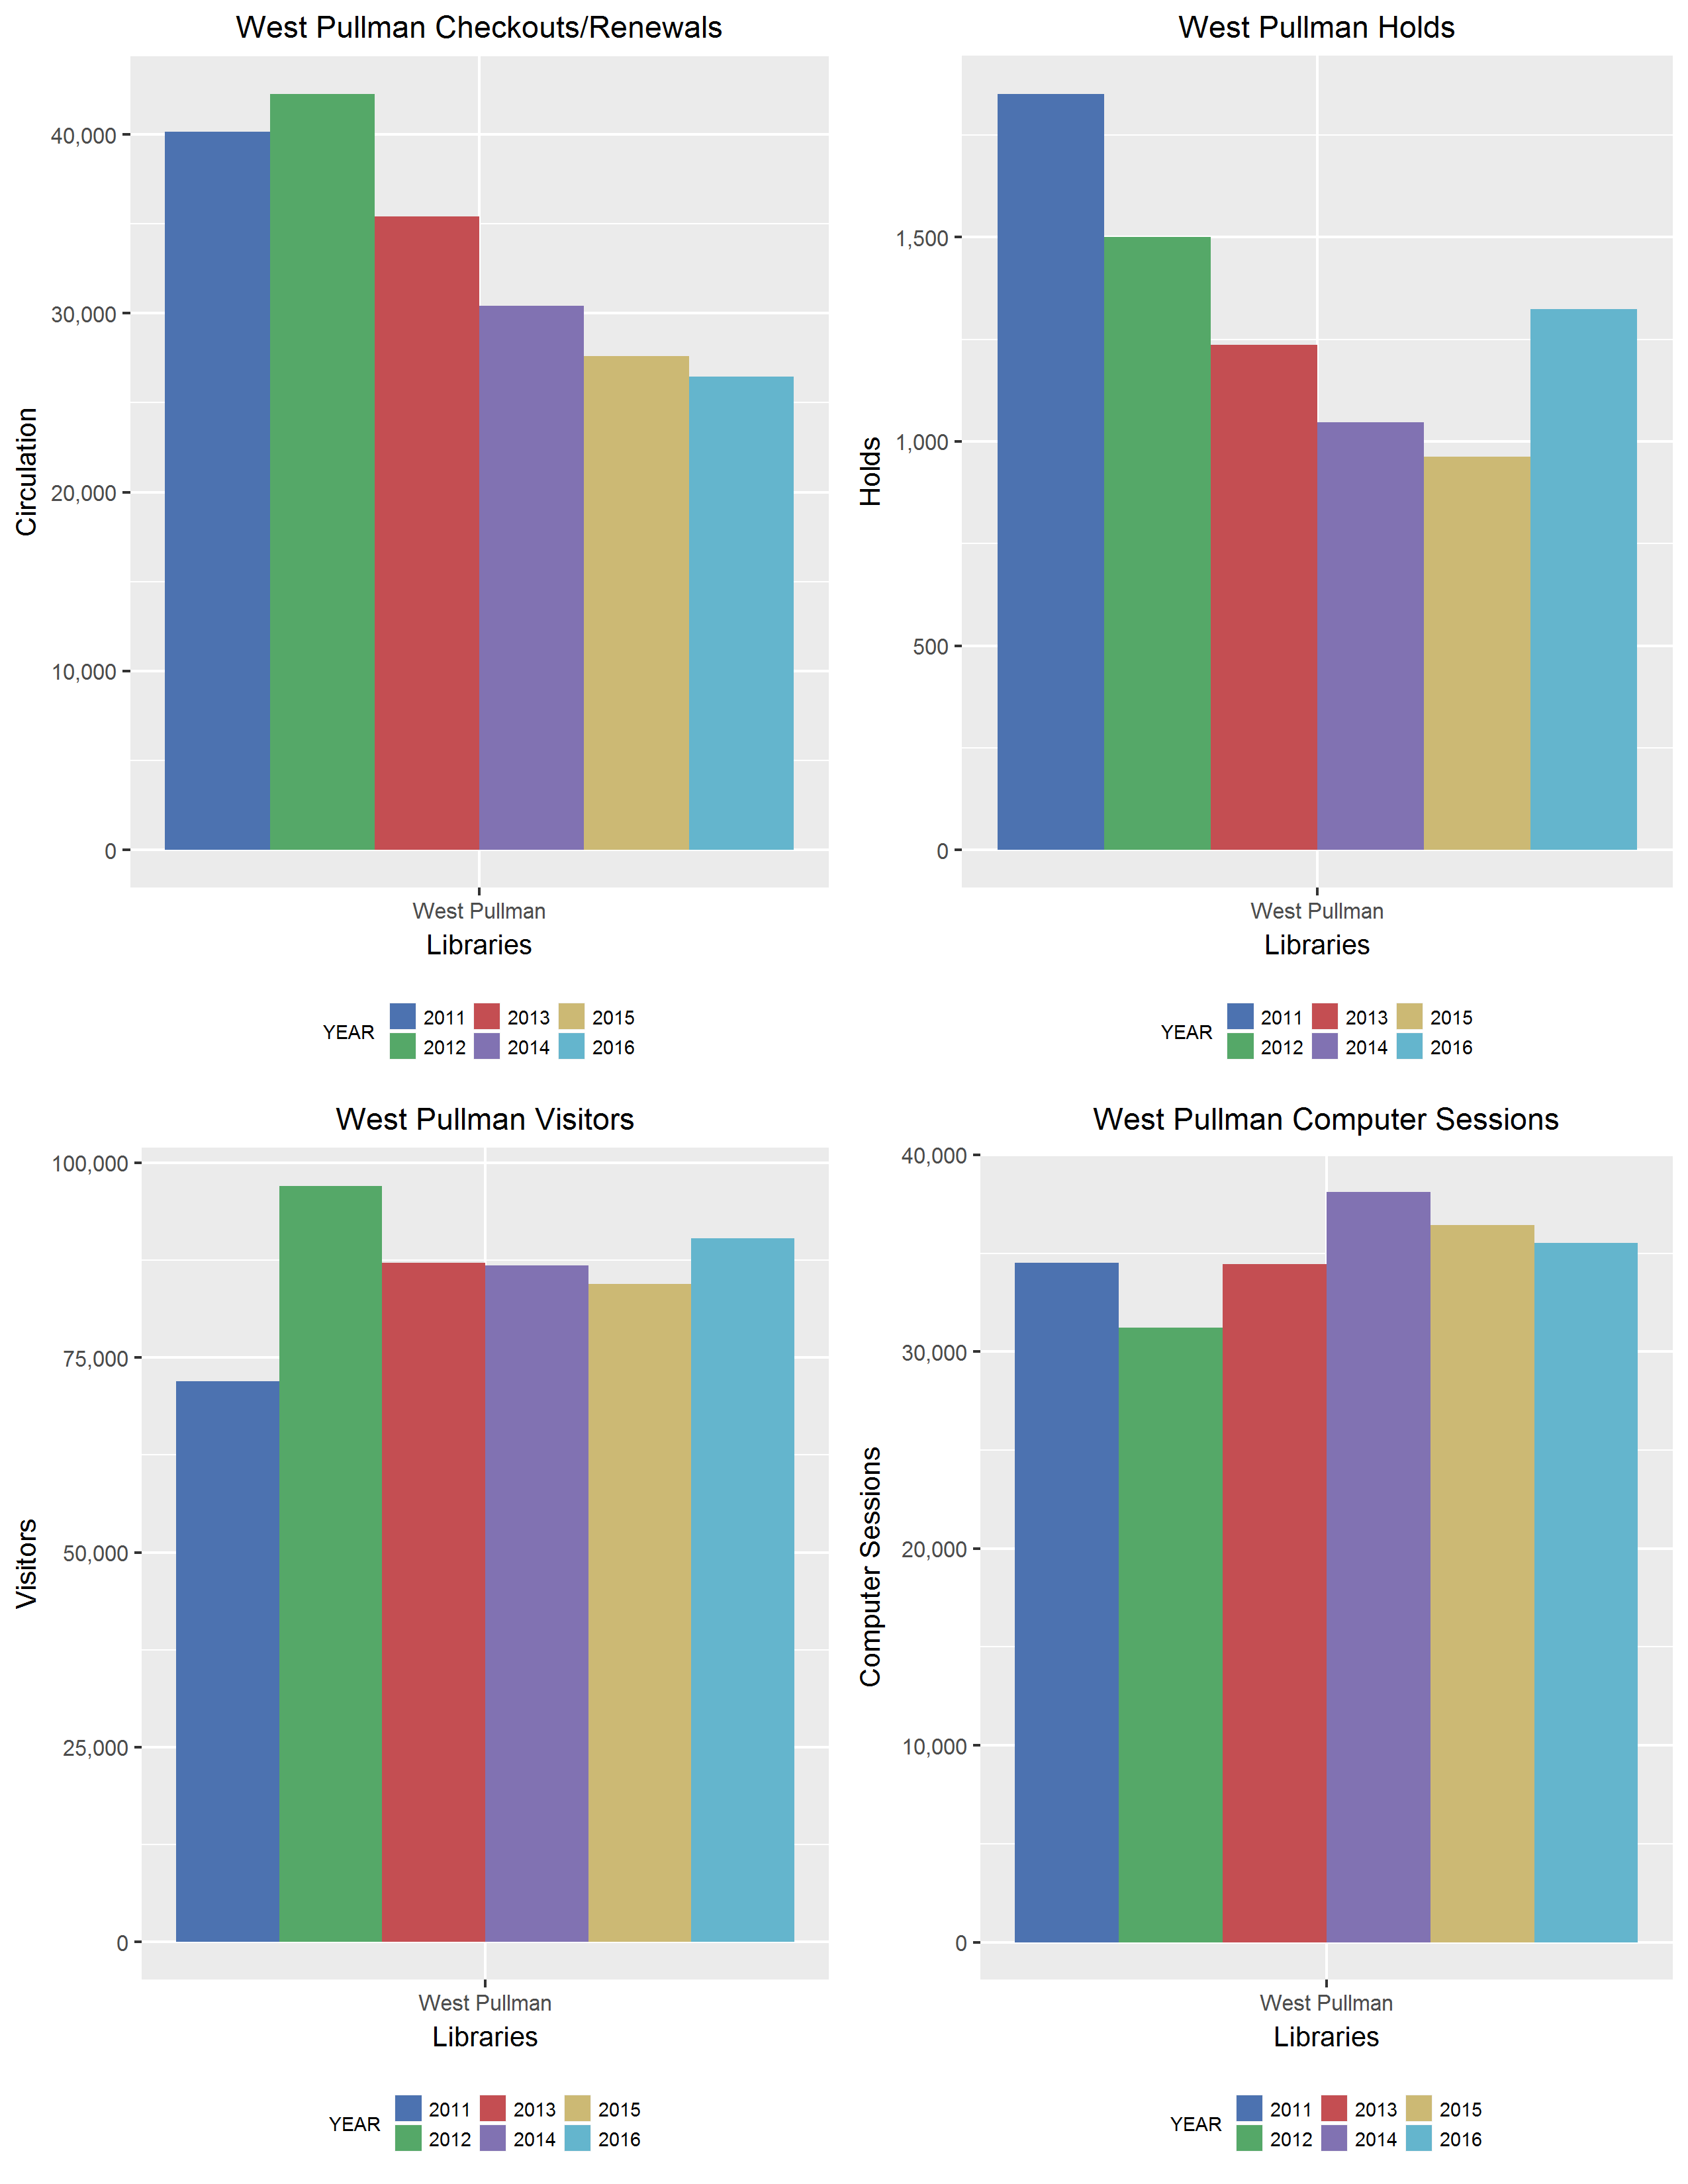 West Pullman Checkouts/Renewals
Circulation
40,000
30,000
20,000
10,000
0
West Pullman
Libraries
YEAR
2011
2013
2015
2012
2014
2016
West Pullman Holds
Holds
1,500
1,000
500
0
West Pullman
Libraries
YEAR
2011
2013
2015
2012
2014
2016
West Pullman Visitors
Visitors
100,000
75,000
50,000
25,000
0
West Pullman
Libraries
YEAR
2011
2013
2015
2012
2014
2016
West Pullman Computer Sessions
Computer Sessions
40,000
30,000
20,000
10,000
0
West Pullman
Libraries
YEAR
2011
2013
2015
2012
2014
2016